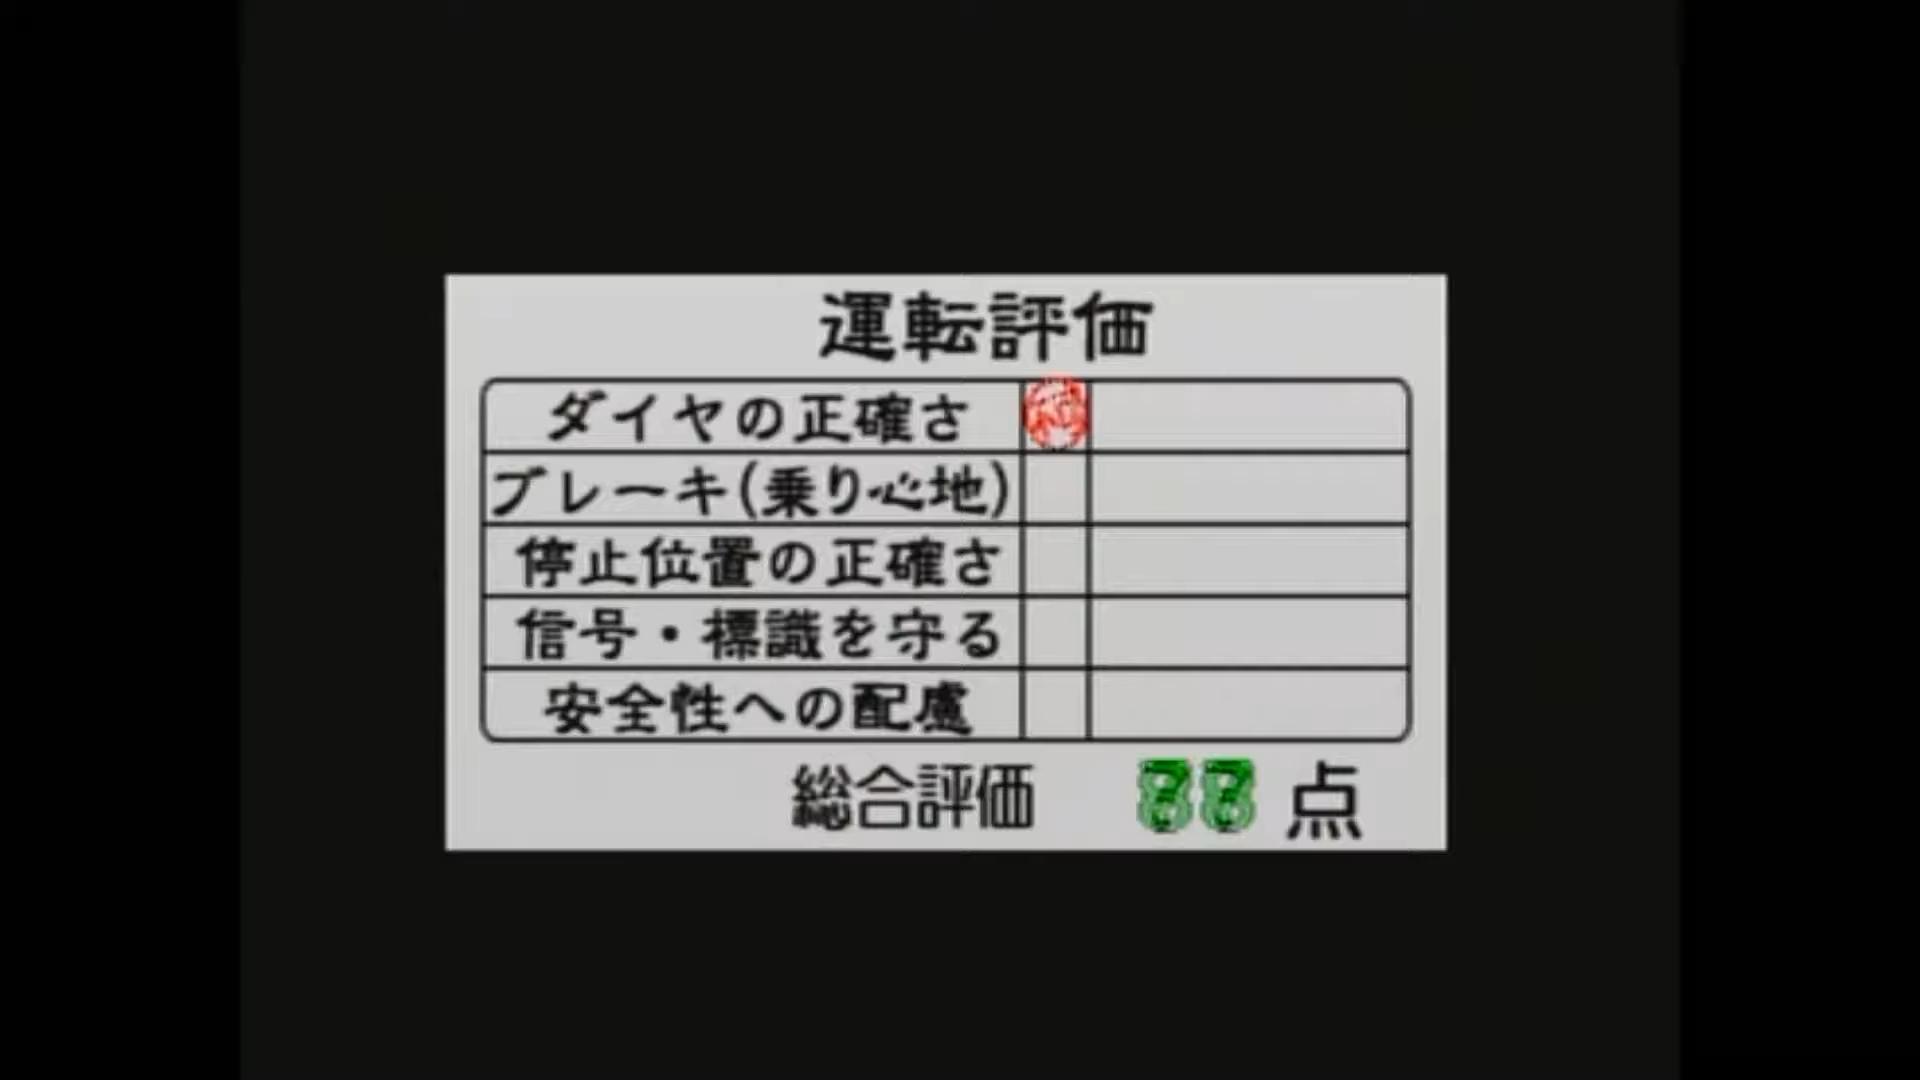 運転評価
ダイヤの正確さ
ブレーキ(乗り心地)
停止位置の正確さ
信号・標識を守る
安全性への配慮
総合評価 点